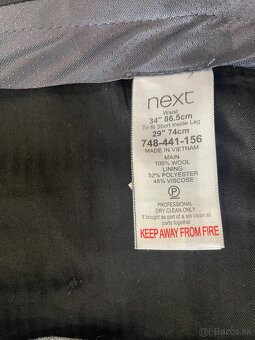 next
Waist
34" 86.5cm
To fit Short inside Leg
29" 74cm
748-441-156
MADE IN VIETNAM
MAIN
100% WOOL
LINING
52% POLYESTER
48% VISCOSE
P
PROFESSIONAL
DRY CLEAN ONLY
If bought as part of a set clean all
parts together
KEEP AWAY FROM FIRE
bazar.sk